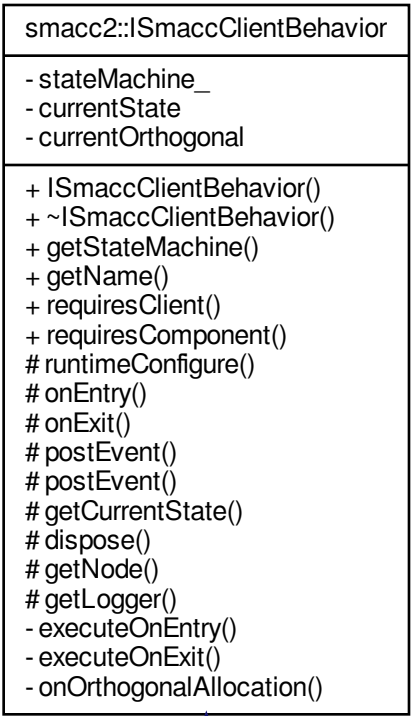 smacc2::ISmaccClientBehavior
- stateMachine_
- currentState
- currentOrthogonal
+ ISmaccClientBehavior()
+ ~ISmaccClientBehavior()
+ getStateMachine()
+ getName()
+ requiresClient()
+ requiresComponent()
# runtimeConfigure()
# onEntry()
# onExit()
# postEvent()
# postEvent()
# getCurrentState()
# dispose()
# getNode()
# getLogger()
- executeOnEntry()
- executeOnExit()
- onOrthogonalAllocation()